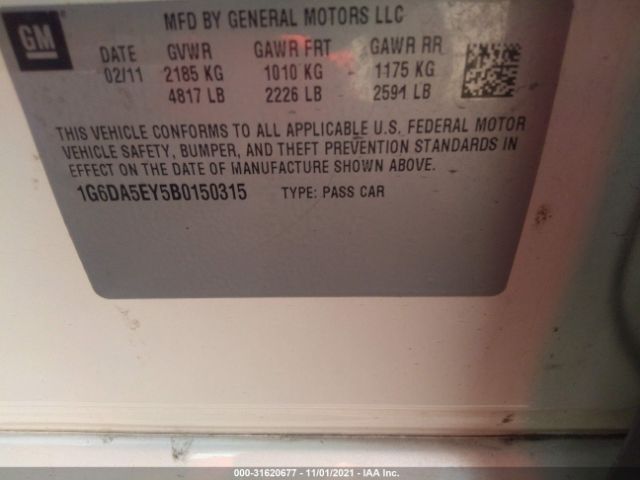 MFD BY GENERAL MOTORS LLC
GM
DATE GVWR GAWR FRT GAWR RR
02/11 2185 KG 1010 KG 1175 KG
4817 LB 2226 LB 2591 LB
THIS VEHICLE CONFORMS TO ALL APPLICABLE U.S. FEDERAL MOTOR
VEHICLE SAFETY, BUMPER, AND THEFT PREVENTION STANDARDS IN
EFFECT ON THE DATE OF MANUFACTURE SHOWN ABOVE.
1G6DA5EY5B0150315 TYPE: PASS CAR
000-31620677 - 11/01/2021 - IAA Inc.